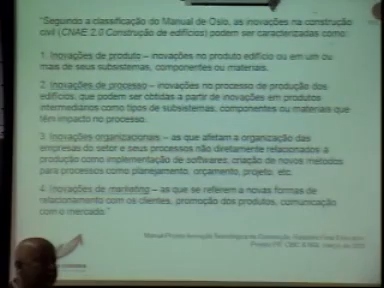 "Segundo a classificação do Manual de Oslo, as inovações na construção
civil (CNAE 2.0 Construção de edifícios) podem ser caracterizadas como:
1. Inovações de produto – inovações no produto edifício ou em um ou
mais de seus subsistemas, componentes ou materiais.
2. Inovações de processo – inovações no processo de produção dos
edifícios, que podem ser obtidas a partir de inovações em produtos
intermediários como tipos de subsistemas, componentes ou materiais que
têm impacto no processo.
3. Inovações organizacionais – as que afetam a organização das
empresas do setor e seus processos não diretamente relacionados a
produção como implementação de softwares, criação de novos métodos
para processos como planejamento, orçamento, projeto, etc.
4. Inovações de marketing – as que se referem a novas formas de
relacionamento com os clientes, promoção dos produtos, comunicação
com o mercado."
Projeto Inovação Tecnológica na Construção
Projeto